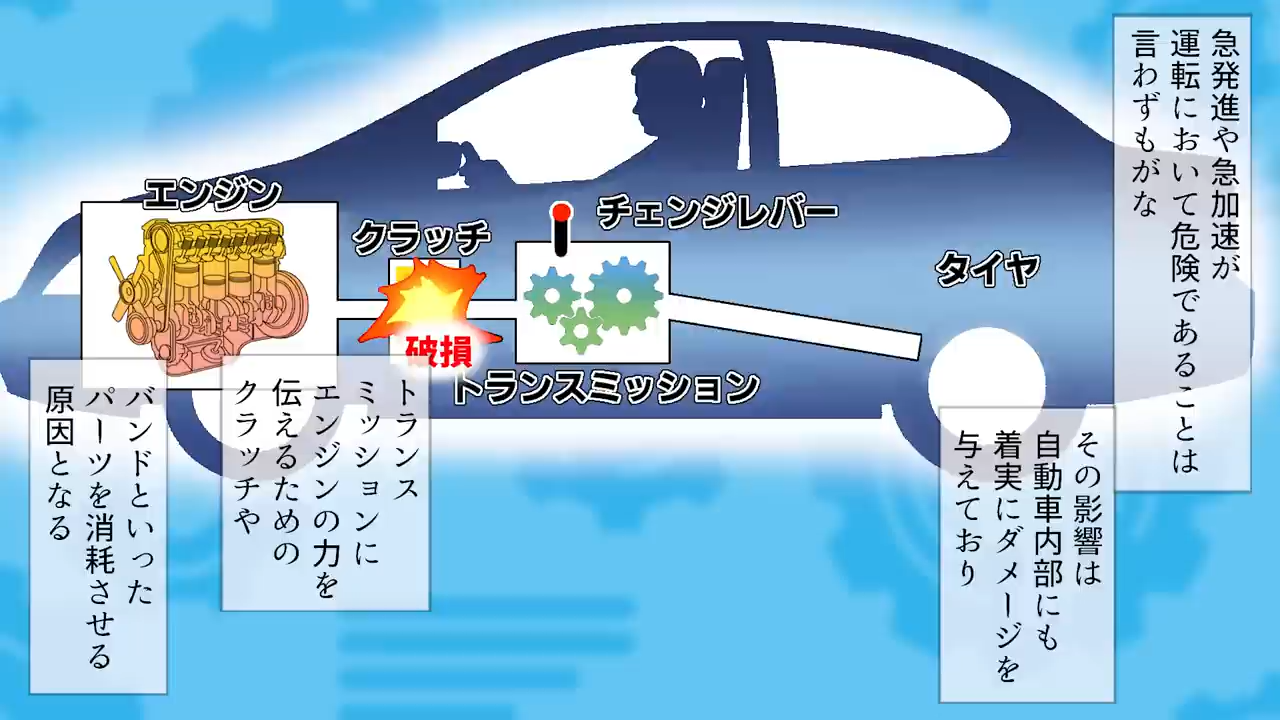 急発進や急加速が
運転において危険であることは
言わずもがな
その影響は
自動車内部にも
着実にダメージを
与えており
トランス
ミッションに
エンジンの力を
伝えるための
クラッチや
バンドといった
パーツを消耗させる
原因となる
エンジン
クラッチ
チェンジレバー
タイヤ
破損
トランスミッション